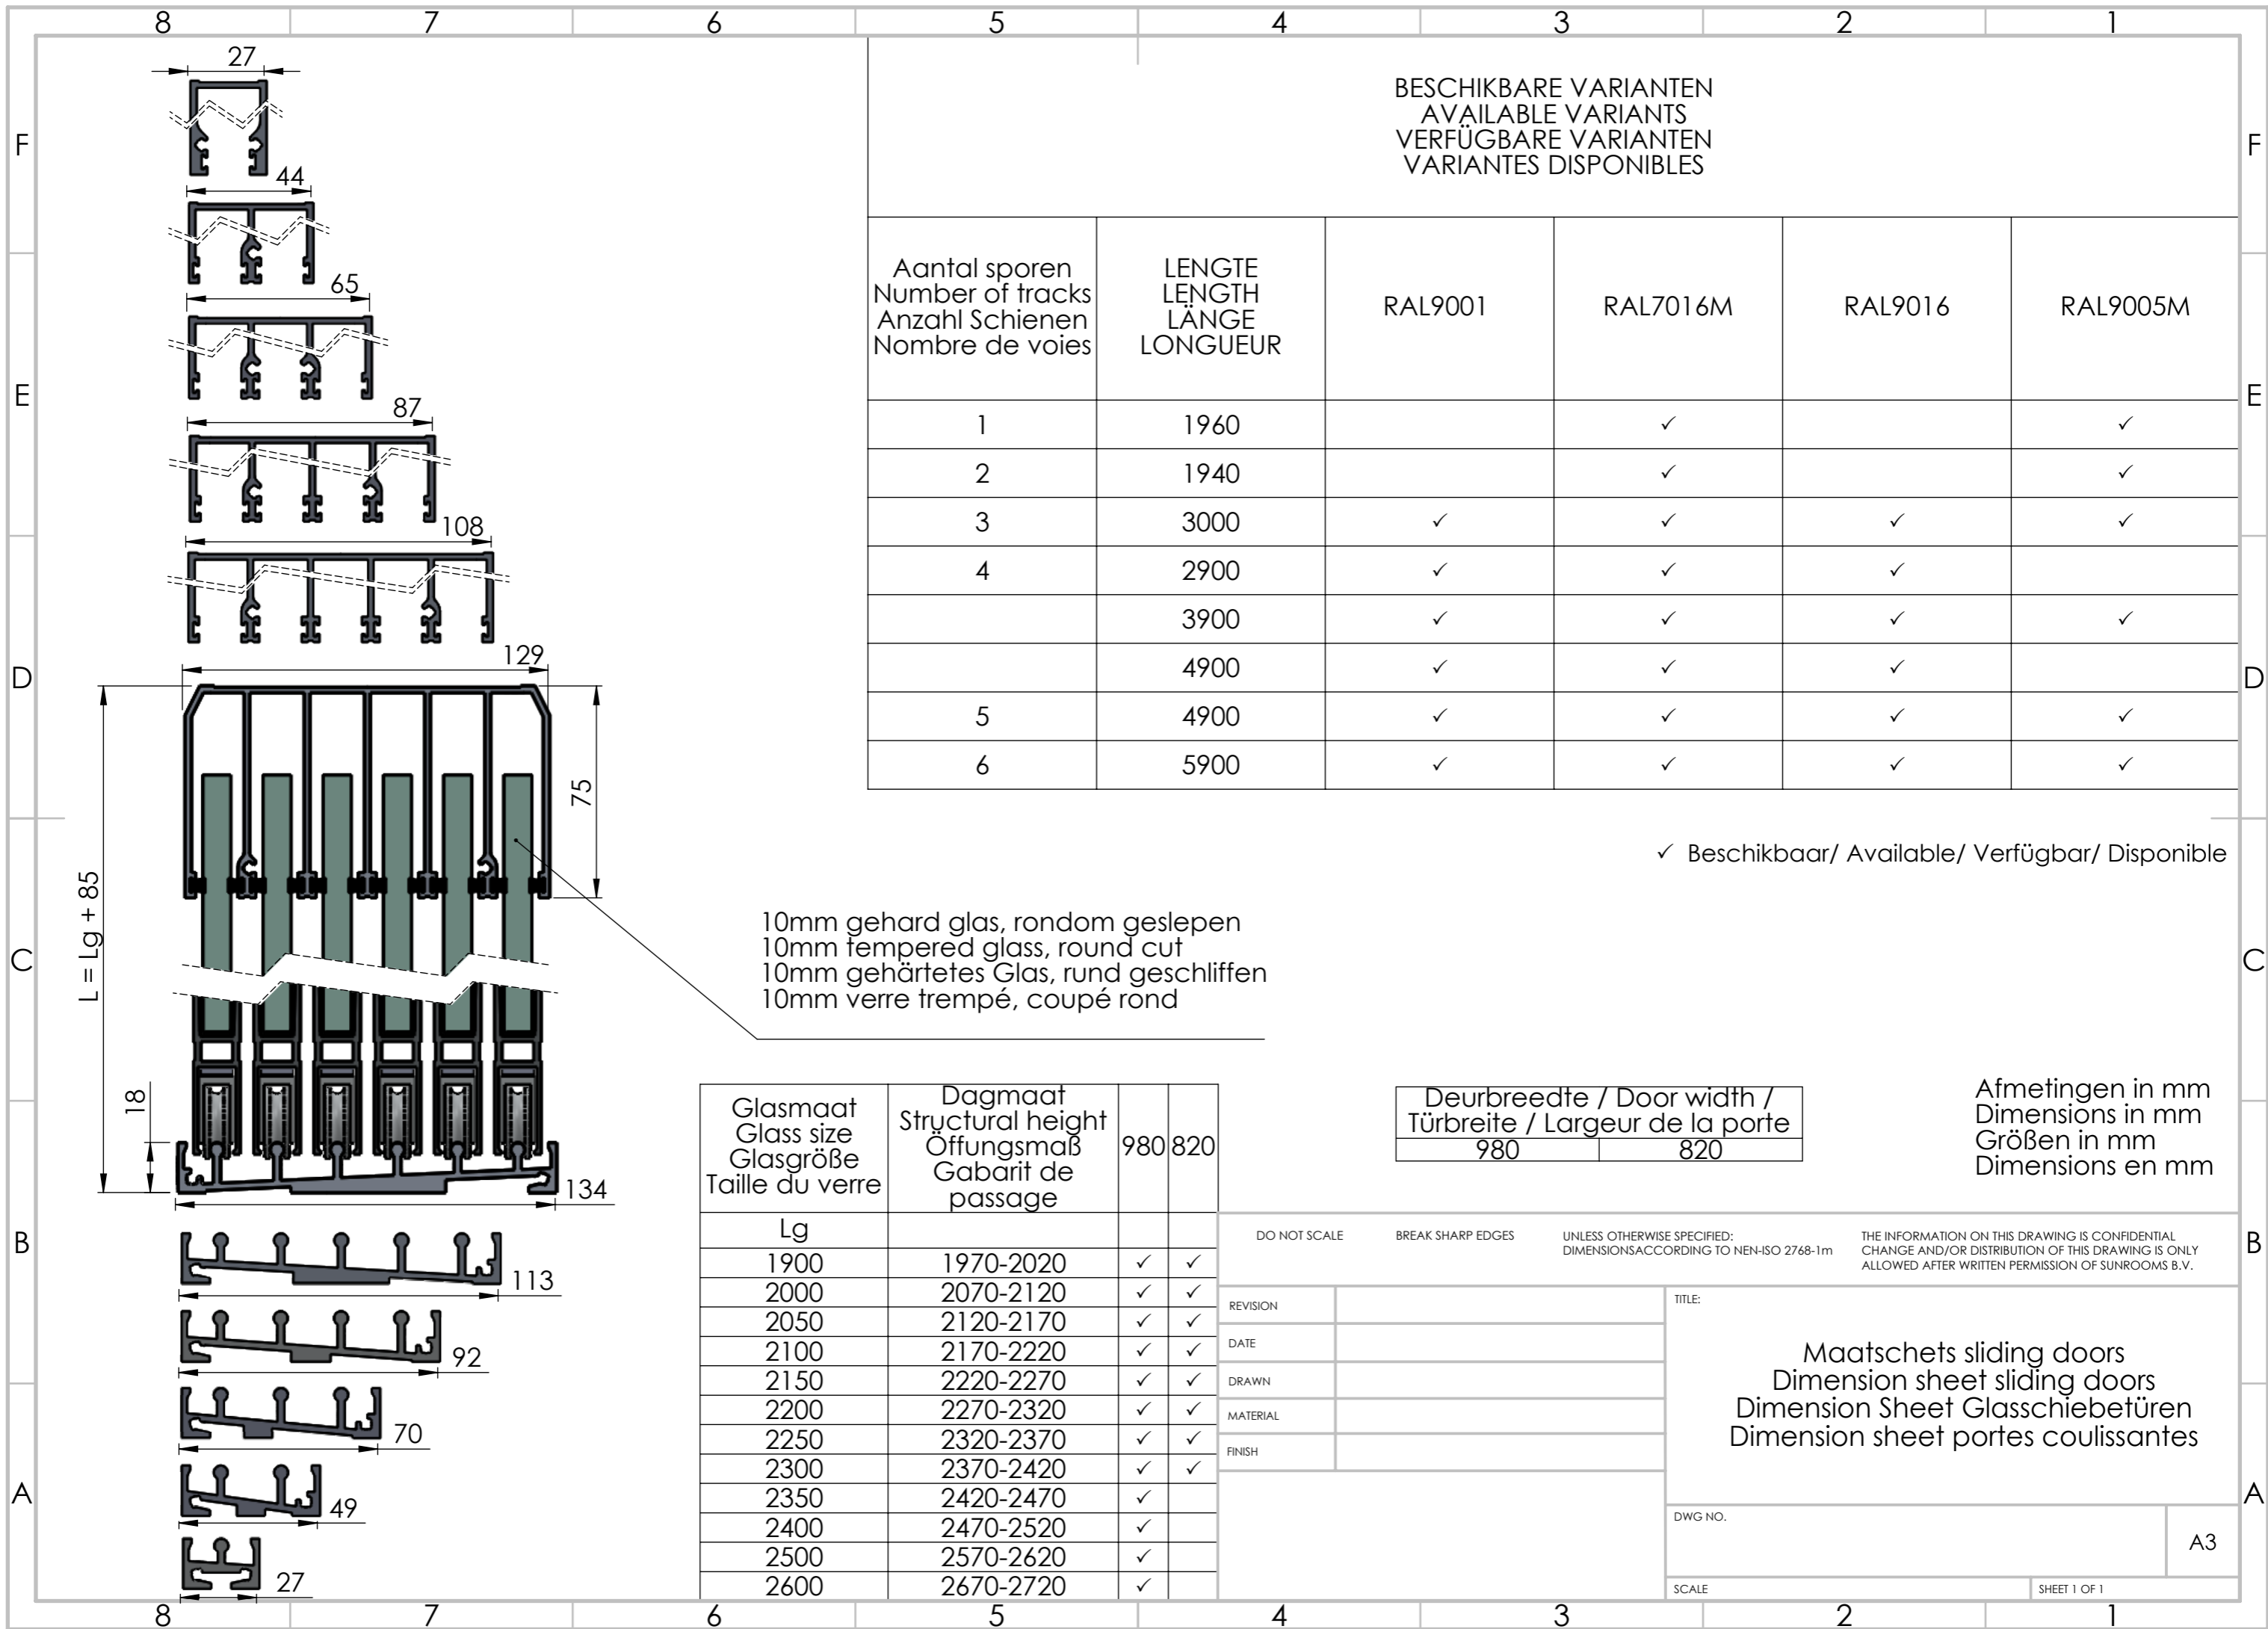 8 7 6 5 4 3 2 1
F
E
D
C
B
A
27
44
65
87
108
129
75
L = Lg + 85
18
134
113
92
70
49
27
BESCHIKBARE VARIANTEN
AVAILABLE VARIANTS
VERFÜGBARE VARIANTEN
VARIANTES DISPONIBLES
Aantal sporen
Number of tracks
Anzahl Schienen
Nombre de voies
LENGTE
LENGTH
LÄNGE
LONGUEUR
RAL9001
RAL7016M
RAL9016
RAL9005M
1 1960 ✓ ✓
2 1940 ✓ ✓
3 3000 ✓ ✓ ✓ ✓
4 2900 ✓ ✓ ✓
3900 ✓ ✓ ✓ ✓
4900 ✓ ✓ ✓
5 4900 ✓ ✓ ✓ ✓
6 5900 ✓ ✓ ✓ ✓
✓ Beschikbaar/ Available/ Verfügbar/ Disponible
10mm gehard glas, rondom geslepen
10mm tempered glass, round cut
10mm gehärtetes Glas, rund geschliffen
10mm verre trempé, coupé rond
Glasmaat
Glass size
Glasgröße
Taille du verre
Dagmaat
Structural height
Öffungsmaß
Gabarit de
passage
980 820
Lg
1900 1970-2020 ✓ ✓
2000 2070-2120 ✓ ✓
2050 2120-2170 ✓ ✓
2100 2170-2220 ✓ ✓
2150 2220-2270 ✓ ✓
2200 2270-2320 ✓ ✓
2250 2320-2370 ✓ ✓
2300 2370-2420 ✓ ✓
2350 2420-2470 ✓
2400 2470-2520 ✓
2500 2570-2620 ✓
2600 2670-2720 ✓
Deurbreedte / Door width /
Türbreite / Largeur de la porte
980 820
Afmetingen in mm
Dimensions in mm
Größen in mm
Dimensions en mm
DO NOT SCALE
BREAK SHARP EDGES
UNLESS OTHERWISE SPECIFIED:
DIMENSIONSACCORDING TO NEN-ISO 2768-1m
THE INFORMATION ON THIS DRAWING IS CONFIDENTIAL
CHANGE AND/OR DISTRIBUTION OF THIS DRAWING IS ONLY
ALLOWED AFTER WRITTEN PERMISSION OF SUNROOMS B.V.
REVISION
DATE
DRAWN
MATERIAL
FINISH
TITLE:
Maatschets sliding doors
Dimension sheet sliding doors
Dimension Sheet Glasschiebetüren
Dimension sheet portes coulissantes
DWG NO.
A3
SCALE
SHEET 1 OF 1
F
E
D
C
B
A
8 7 6 5 4 3 2 1